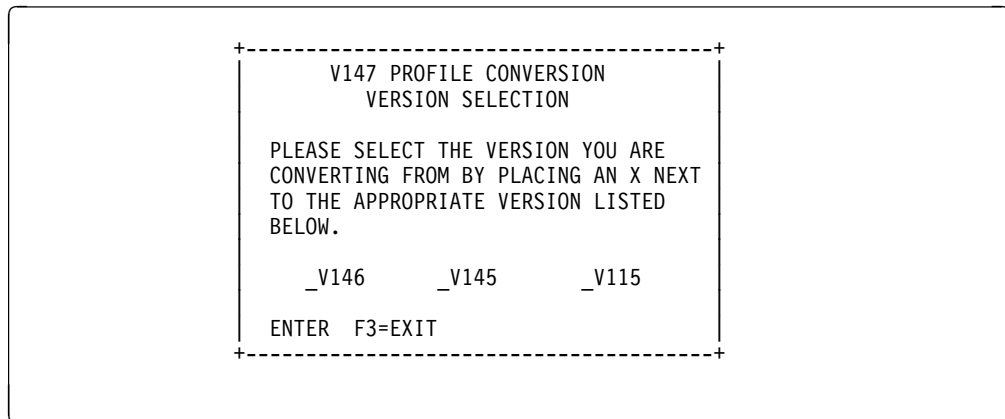 V147 PROFILE CONVERSION
VERSION SELECTION
PLEASE SELECT THE VERSION YOU ARE
CONVERTING FROM BY PLACING AN X NEXT
TO THE APPROPRIATE VERSION LISTED
BELOW.
_V146 _V145 _V115
ENTER F3=EXIT